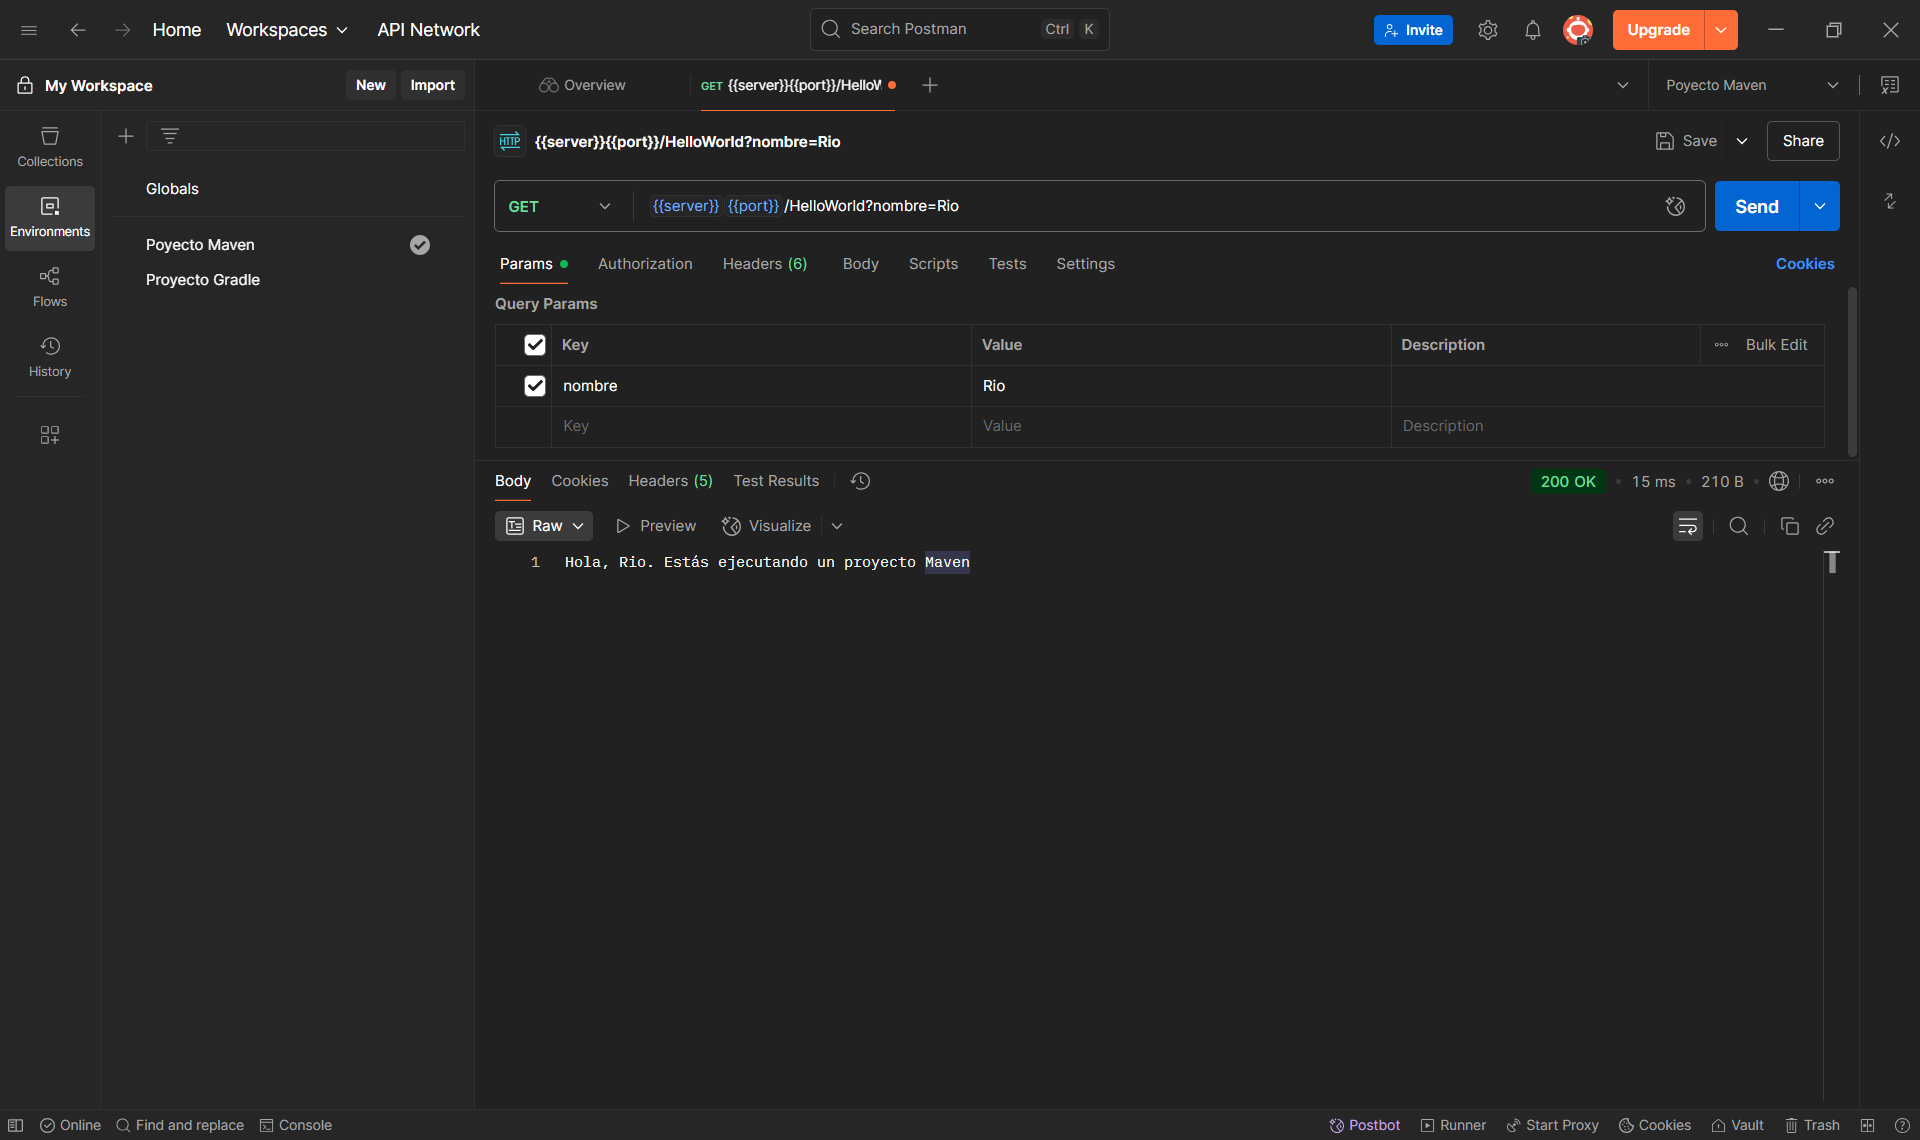 Home Workspaces API Network Search Postman Ctrl K Invite Upgrade
My Workspace New Import Overview GET {{server}}{{port}}/HelloW Poyecto Maven
HTTP {{server}}{{port}}/HelloWorld?nombre=Rio Save Share
Collections
Environments
Flows
History
Globals
Poyecto Maven
Proyecto Gradle
GET {{server}} {{port}} /HelloWorld?nombre=Rio Send
Params Authorization Headers (6) Body Scripts Tests Settings Cookies
Query Params
Key Value Description Bulk Edit
nombre Rio
Key Value Description
Body Cookies Headers (5) Test Results 200 OK • 15 ms • 210 B •
Raw Preview Visualize
1 Hola, Rio. Estás ejecutando un proyecto Maven
Online Find and replace Console Postbot Runner Start Proxy Cookies Vault Trash